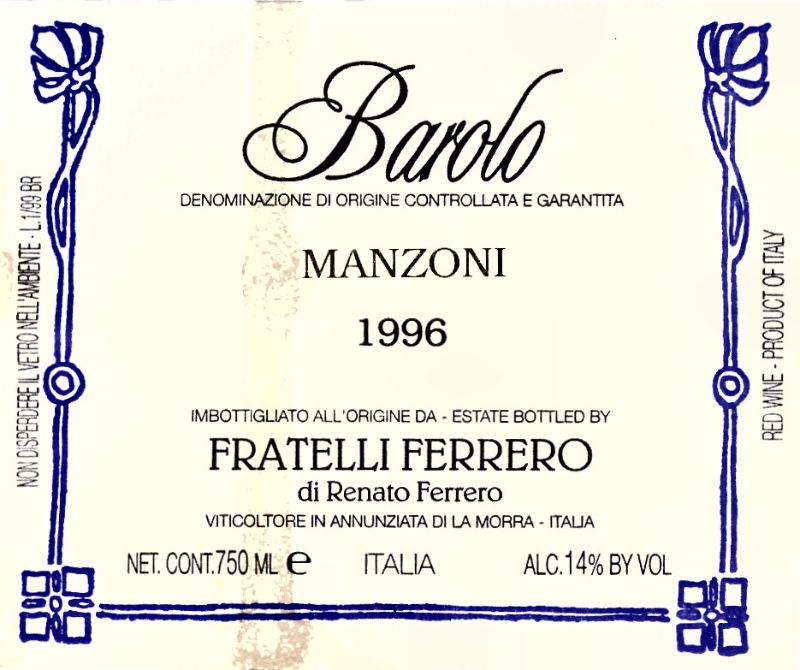 Barolo
DENOMINAZIONE DI ORIGINE CONTROLLATA E GARANTITA
MANZONI
1996
IMBOTTIGLIATO ALL'ORIGINE DA - ESTATE BOTTLED BY
FRATELLI FERRERO
di Renato Ferrero
VITICOLTORE IN ANNUNZIATA DI LA MORRA - ITALIA
NET. CONT.750 ML e ITALIA ALC.14% BY VOL
NON DISPERDERE IL VETRO NELL'AMBIENTE - L.1/99 BR
RED WINE - PRODUCT OF ITALY